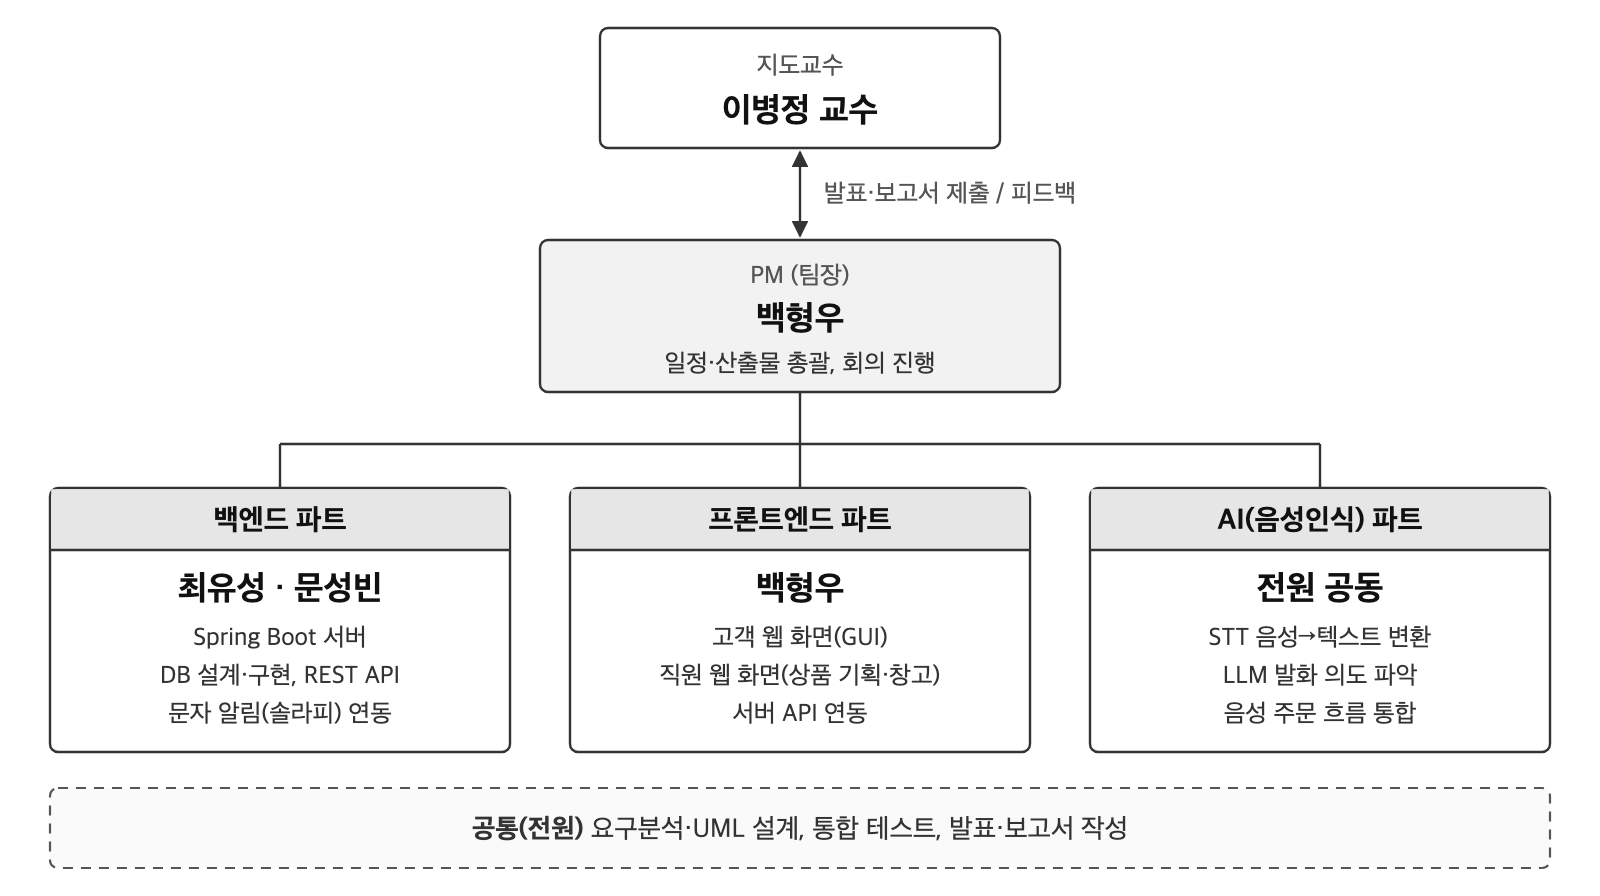 지도교수
이병정 교수
발표·보고서 제출 / 피드백
PM (팀장)
백형우
일정·산출물 총괄, 회의 진행
백엔드 파트
최유성 · 문성빈
Spring Boot 서버
DB 설계·구현, REST API
문자 알림(솔라피) 연동
프론트엔드 파트
백형우
고객 웹 화면(GUI)
직원 웹 화면(상품 기획·창고)
서버 API 연동
AI(음성인식) 파트
전원 공동
STT 음성→텍스트 변환
LLM 발화 의도 파악
음성 주문 흐름 통합
공통(전원) 요구분석·UML 설계, 통합 테스트, 발표·보고서 작성